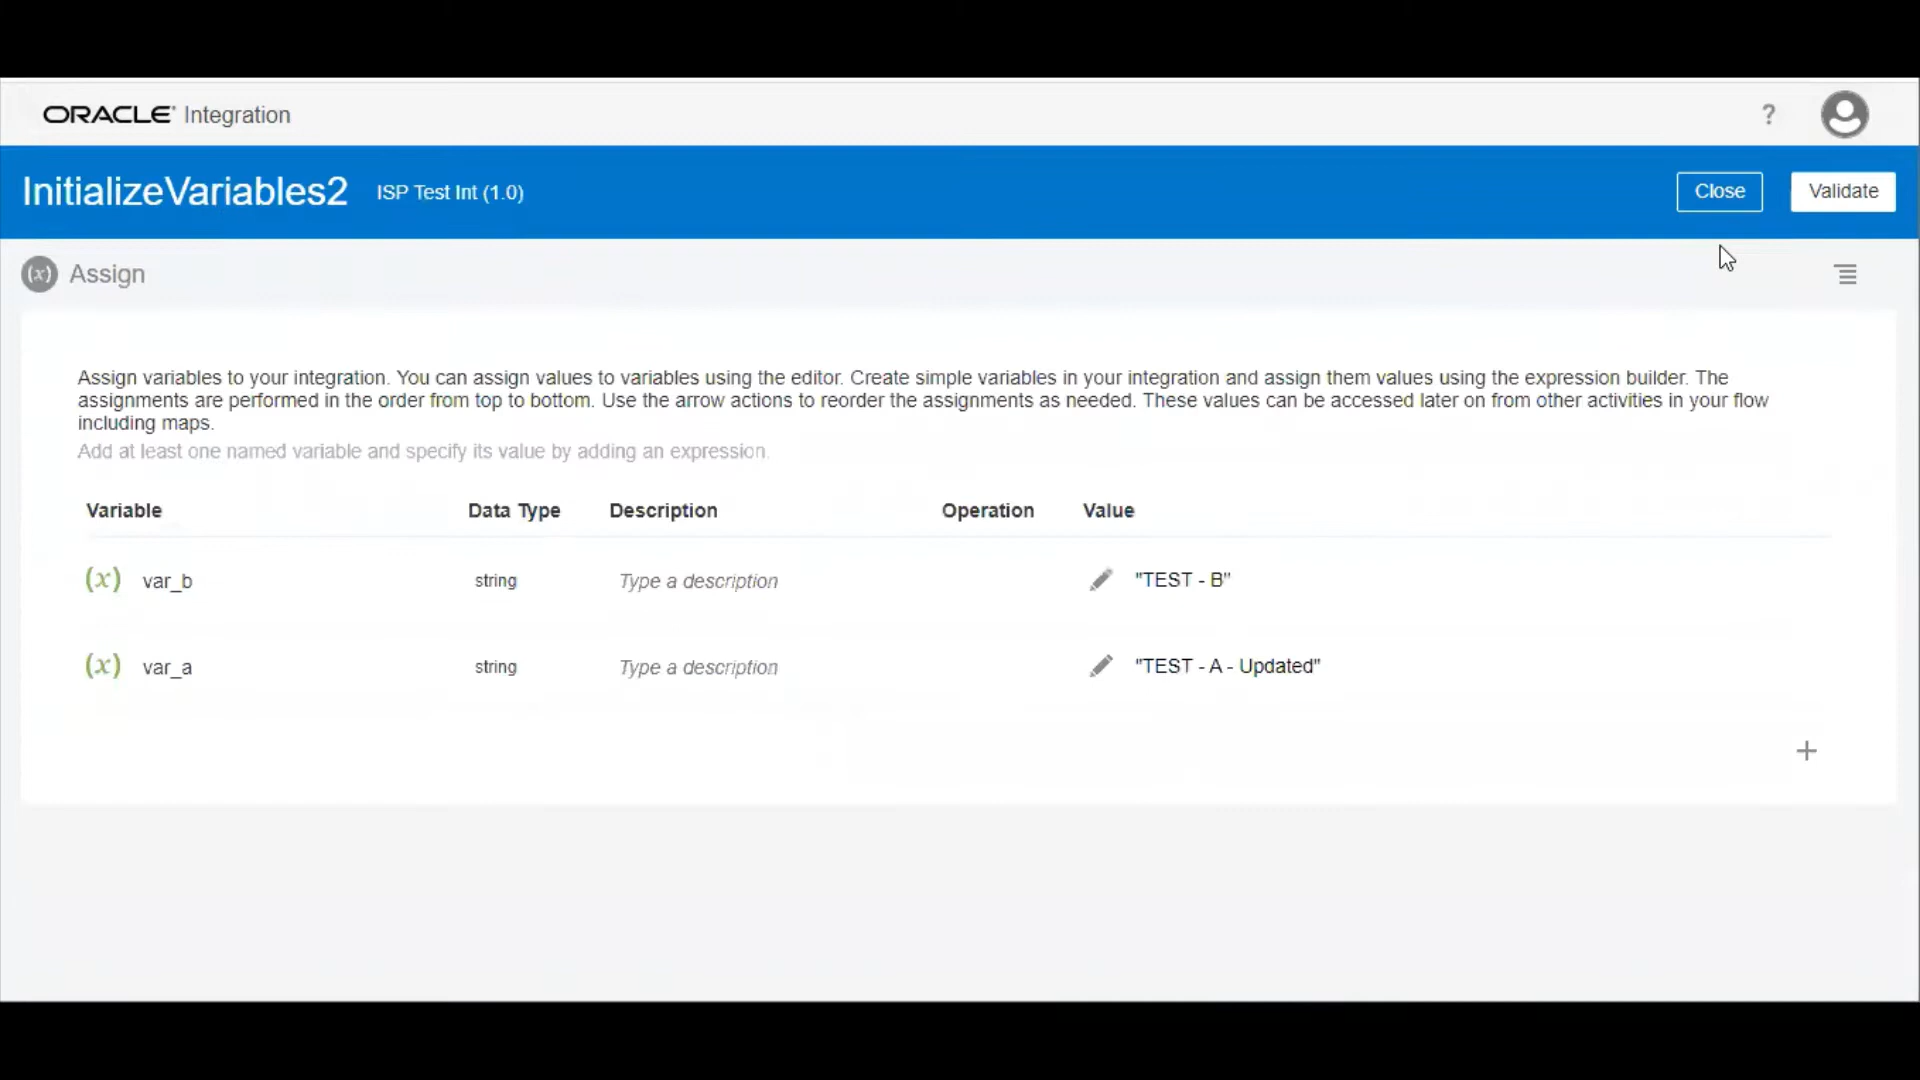 ORACLE Integration
?
InitializeVariables2 ISP Test Int (1.0) Close Validate
(x) Assign
Assign variables to your integration. You can assign values to variables using the editor. Create simple variables in your integration and assign them values using the expression builder. The
assignments are performed in the order from top to bottom. Use the arrow actions to reorder the assignments as needed. These values can be accessed later on from other activities in your flow
including maps.
Add at least one named variable and specify its value by adding an expression.
Variable Data Type Description Operation Value
(x) var_b string Type a description "TEST - B"
(x) var_a string Type a description "TEST - A - Updated"
+